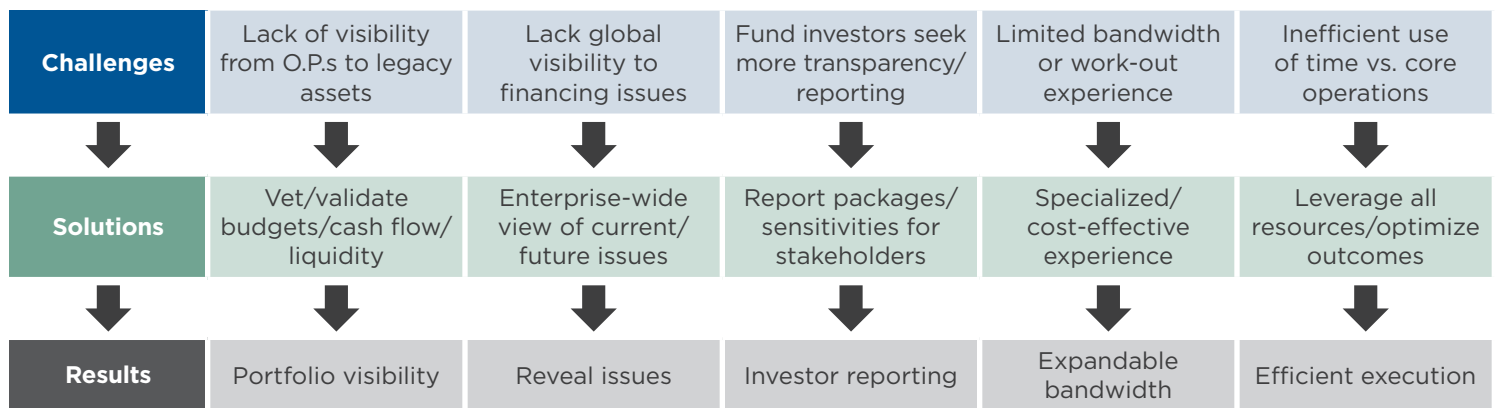 Challenges
Lack of visibility
from O.P.s to legacy
assets
Lack global
visibility to
financing issues
Fund investors seek
more transparency/
reporting
Limited bandwidth
or work-out
experience
Inefficient use
of time vs. core
operations
Solutions
Vet/validate
budgets/cash flow/
liquidity
Enterprise-wide
view of current/
future issues
Report packages/
sensitivities for
stakeholders
Specialized/
cost-effective
experience
Leverage all
resources/optimize
outcomes
Results
Portfolio visibility
Reveal issues
Investor reporting
Expandable
bandwidth
Efficient execution